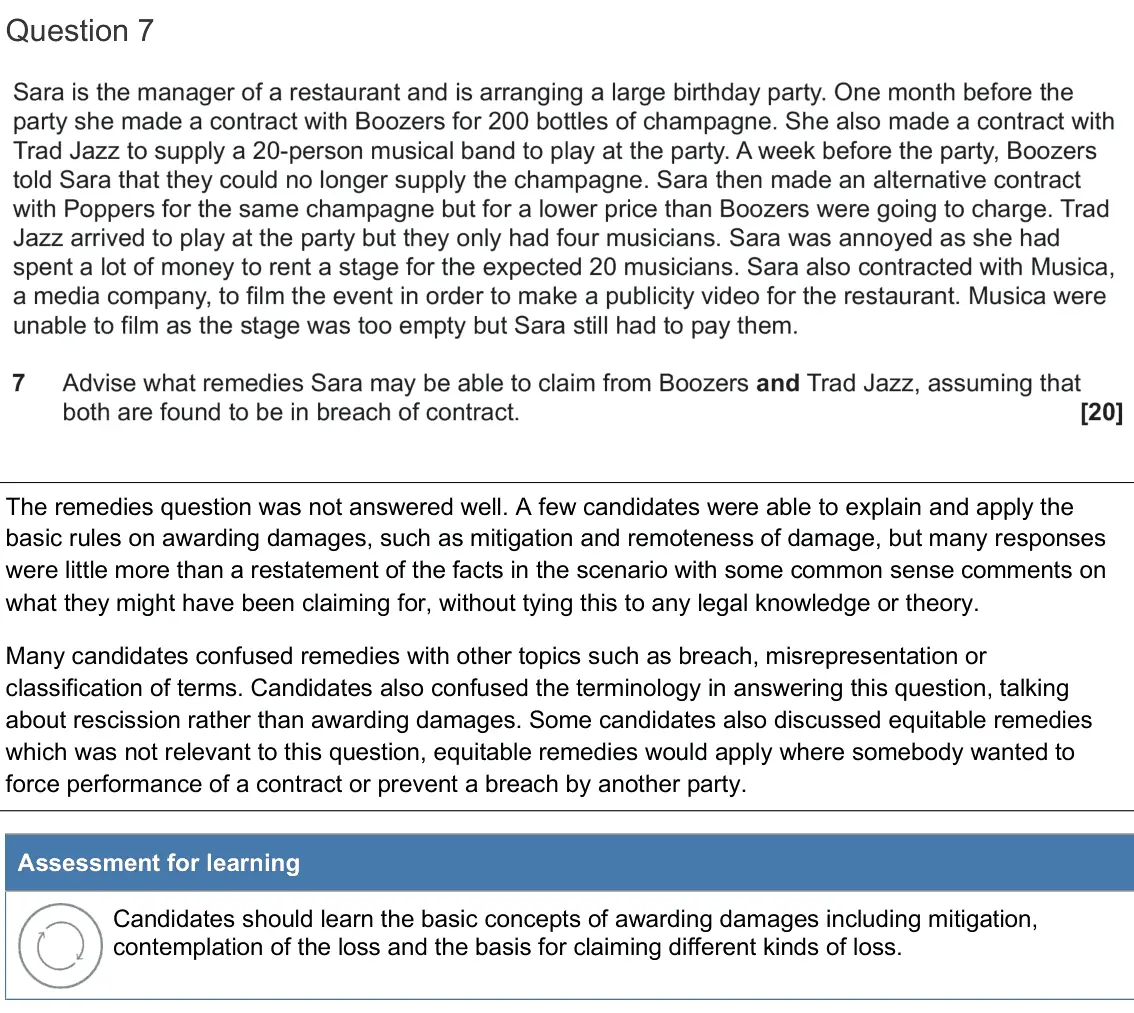 Question 7
Sara is the manager of a restaurant and is arranging a large birthday party. One month before the
party she made a contract with Boozers for 200 bottles of champagne. She also made a contract with
Trad Jazz to supply a 20-person musical band to play at the party. A week before the party, Boozers
told Sara that they could no longer supply the champagne. Sara then made an alternative contract
with Poppers for the same champagne but for a lower price than Boozers were going to charge. Trad
Jazz arrived to play at the party but they only had four musicians. Sara was annoyed as she had
spent a lot of money to rent a stage for the expected 20 musicians. Sara also contracted with Musica,
a media company, to film the event in order to make a publicity video for the restaurant. Musica were
unable to film as the stage was too empty but Sara still had to pay them.
7 Advise what remedies Sara may be able to claim from Boozers and Trad Jazz, assuming that
both are found to be in breach of contract. [20]
The remedies question was not answered well. A few candidates were able to explain and apply the
basic rules on awarding damages, such as mitigation and remoteness of damage, but many responses
were little more than a restatement of the facts in the scenario with some common sense comments on
what they might have been claiming for, without tying this to any legal knowledge or theory.
Many candidates confused remedies with other topics such as breach, misrepresentation or
classification of terms. Candidates also confused the terminology in answering this question, talking
about rescission rather than awarding damages. Some candidates also discussed equitable remedies
which was not relevant to this question, equitable remedies would apply where somebody wanted to
force performance of a contract or prevent a breach by another party.
Assessment for learning
Candidates should learn the basic concepts of awarding damages including mitigation,
contemplation of the loss and the basis for claiming different kinds of loss.